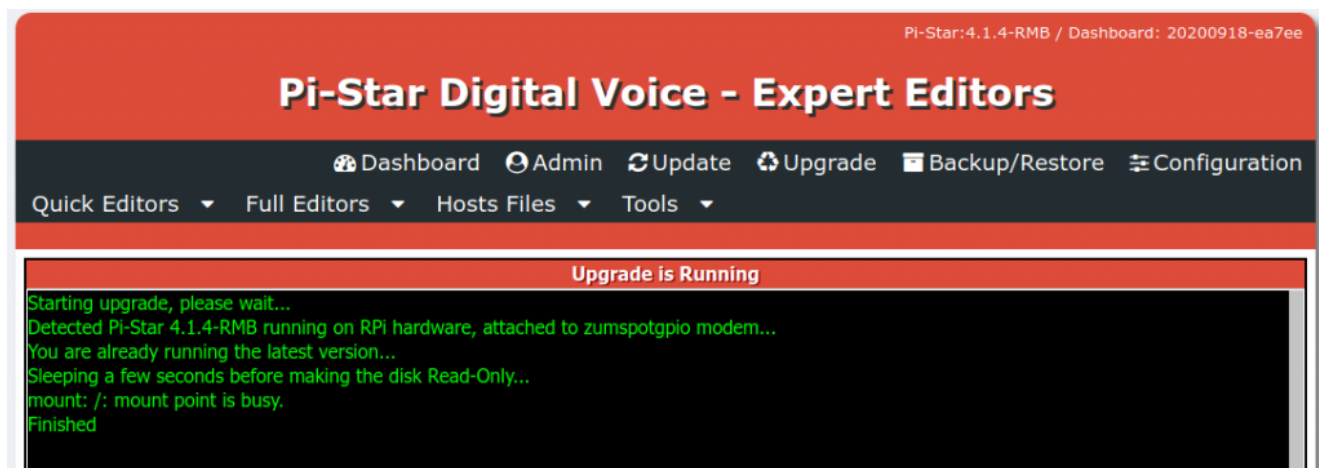 Pi-Star:4.1.4-RMB / Dashboard: 20200918-ea7ee
Pi-Star Digital Voice - Expert Editors
Dashboard Admin Update Upgrade Backup/Restore Configuration
Quick Editors Full Editors Hosts Files Tools
Upgrade is Running
Starting upgrade, please wait...
Detected Pi-Star 4.1.4-RMB running on RPi hardware, attached to zumspotgpio modem...
You are already running the latest version...
Sleeping a few seconds before making the disk Read-Only...
mount: /: mount point is busy.
Finished